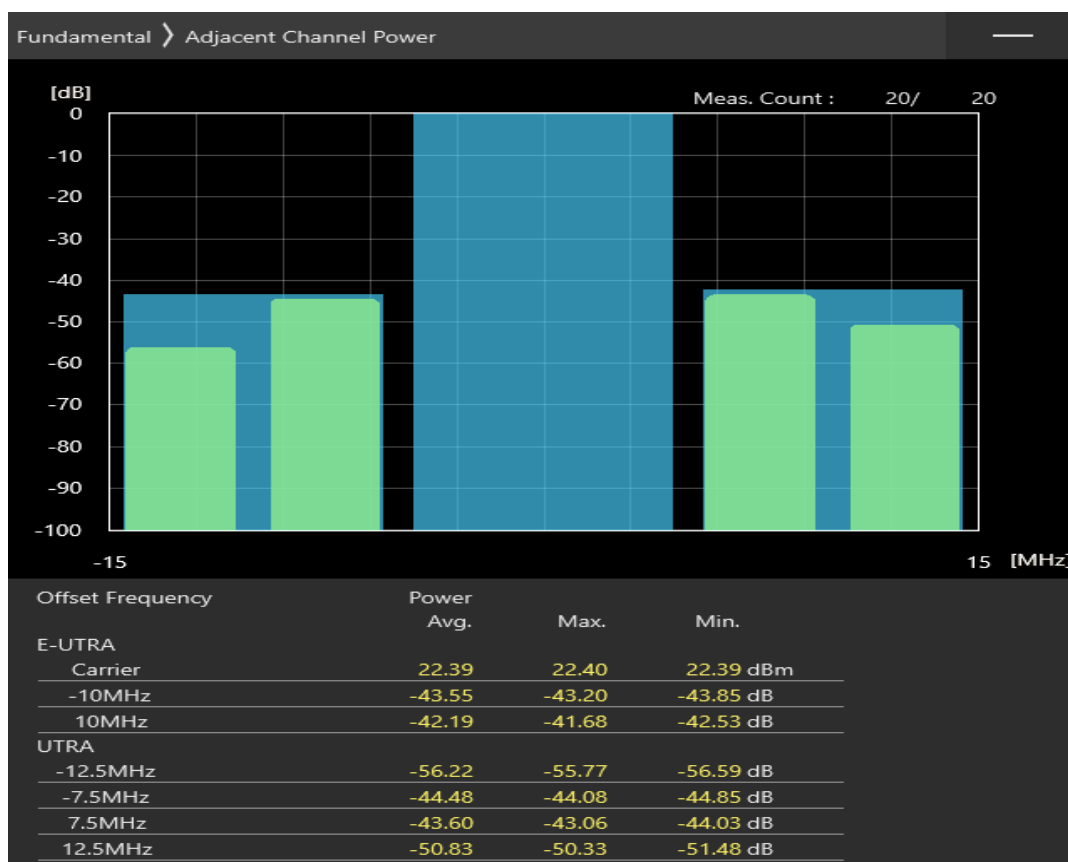 Fundamental ❯ Adjacent Channel Power
[dB]
Meas. Count : 20/ 20
0
-10
-20
-30
-40
-50
-60
-70
-80
-90
-100
-15 15 [MHz]
Offset Frequency Power
Avg. Max. Min.
E-UTRA
Carrier 22.39 22.40 22.39 dBm
-10MHz -43.55 -43.20 -43.85 dB
10MHz -42.19 -41.68 -42.53 dB
UTRA
-12.5MHz -56.22 -55.77 -56.59 dB
-7.5MHz -44.48 -44.08 -44.85 dB
7.5MHz -43.60 -43.06 -44.03 dB
12.5MHz -50.83 -50.33 -51.48 dB